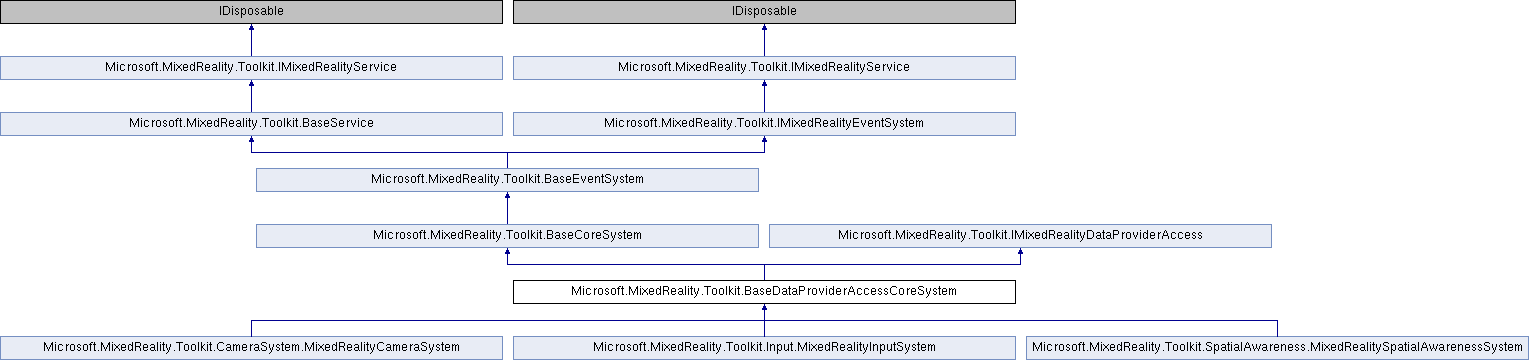 IDisposable
IDisposable
Microsoft.MixedReality.Toolkit.IMixedRealityService
Microsoft.MixedReality.Toolkit.IMixedRealityService
Microsoft.MixedReality.Toolkit.BaseService
Microsoft.MixedReality.Toolkit.IMixedRealityEventSystem
Microsoft.MixedReality.Toolkit.BaseEventSystem
Microsoft.MixedReality.Toolkit.BaseCoreSystem
Microsoft.MixedReality.Toolkit.IMixedRealityDataProviderAccess
Microsoft.MixedReality.Toolkit.BaseDataProviderAccessCoreSystem
Microsoft.MixedReality.Toolkit.CameraSystem.MixedRealityCameraSystem
Microsoft.MixedReality.Toolkit.Input.MixedRealityInputSystem
Microsoft.MixedReality.Toolkit.SpatialAwareness.MixedRealitySpatialAwarenessSystem